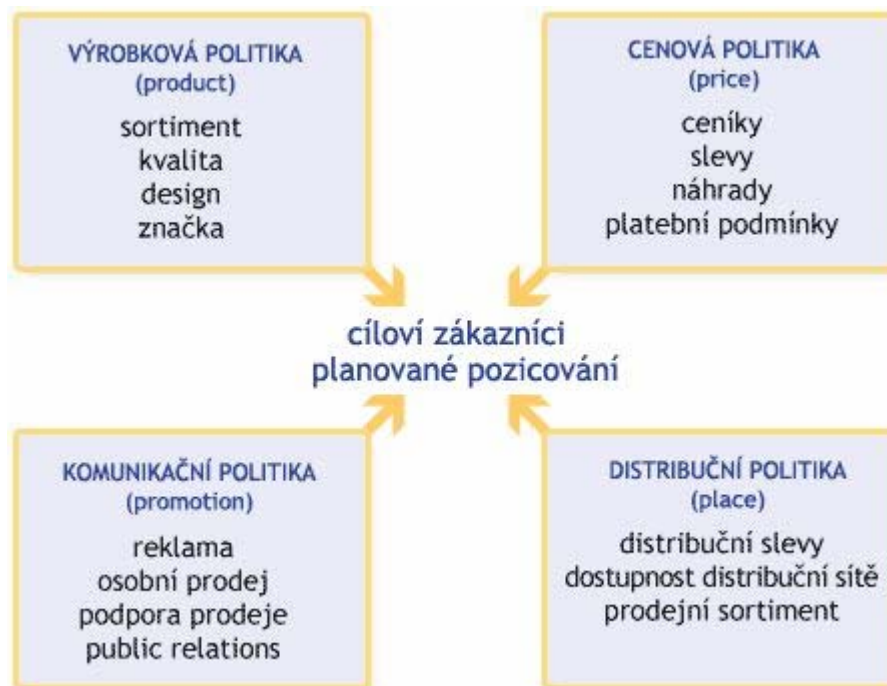 VÝROBKOVÁ POLITIKA
(product)
sortiment
kvalita
design
značka
CENOVÁ POLITIKA
(price)
ceníky
slevy
náhrady
platební podmínky
cíloví zákazníci
planované pozicování
KOMUNIKAČNÍ POLITIKA
(promotion)
reklama
osobní prodej
podpora prodeje
public relations
DISTRIBUČNÍ POLITIKA
(place)
distribuční slevy
dostupnost distribuční sítě
prodejní sortiment